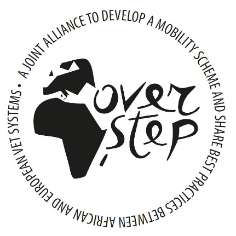 • A JOINT ALLIANCE TO DEVELOP A MOBILITY SCHEME AND SHARE BEST PRACTICES BETWEEN AFRICAN AND EUROPEAN VET SYSTEMS
over
step